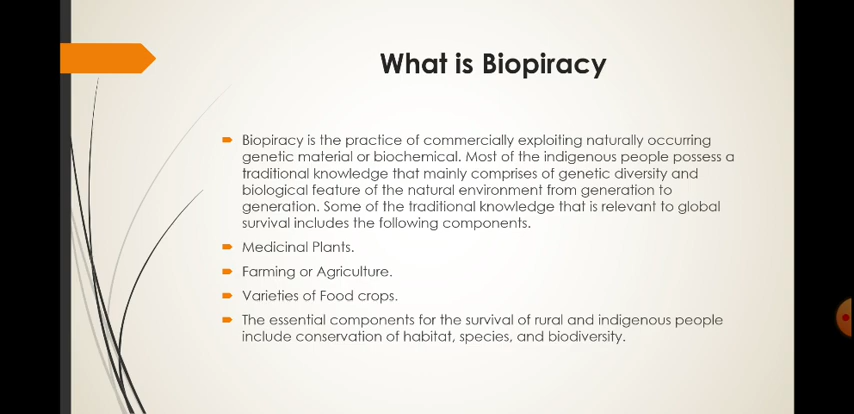 What is Biopiracy
Biopiracy is the practice of commercially exploiting naturally occurring
genetic material or biochemical. Most of the indigenous people possess a
traditional knowledge that mainly comprises of genetic diversity and
biological feature of the natural environment from generation to
generation. Some of the traditional knowledge that is relevant to global
survival includes the following components.
Medicinal Plants.
Farming or Agriculture.
Varieties of Food crops.
The essential components for the survival of rural and indigenous people
include conservation of habitat, species, and biodiversity.